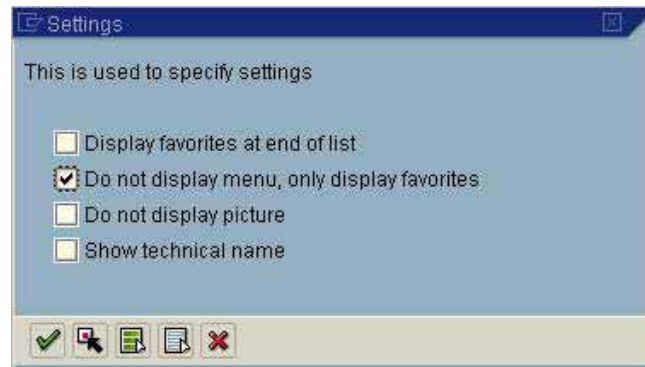 Settings
This is used to specify settings
Display favorites at end of list
Do not display menu, only display favorites
Do not display picture
Show technical name